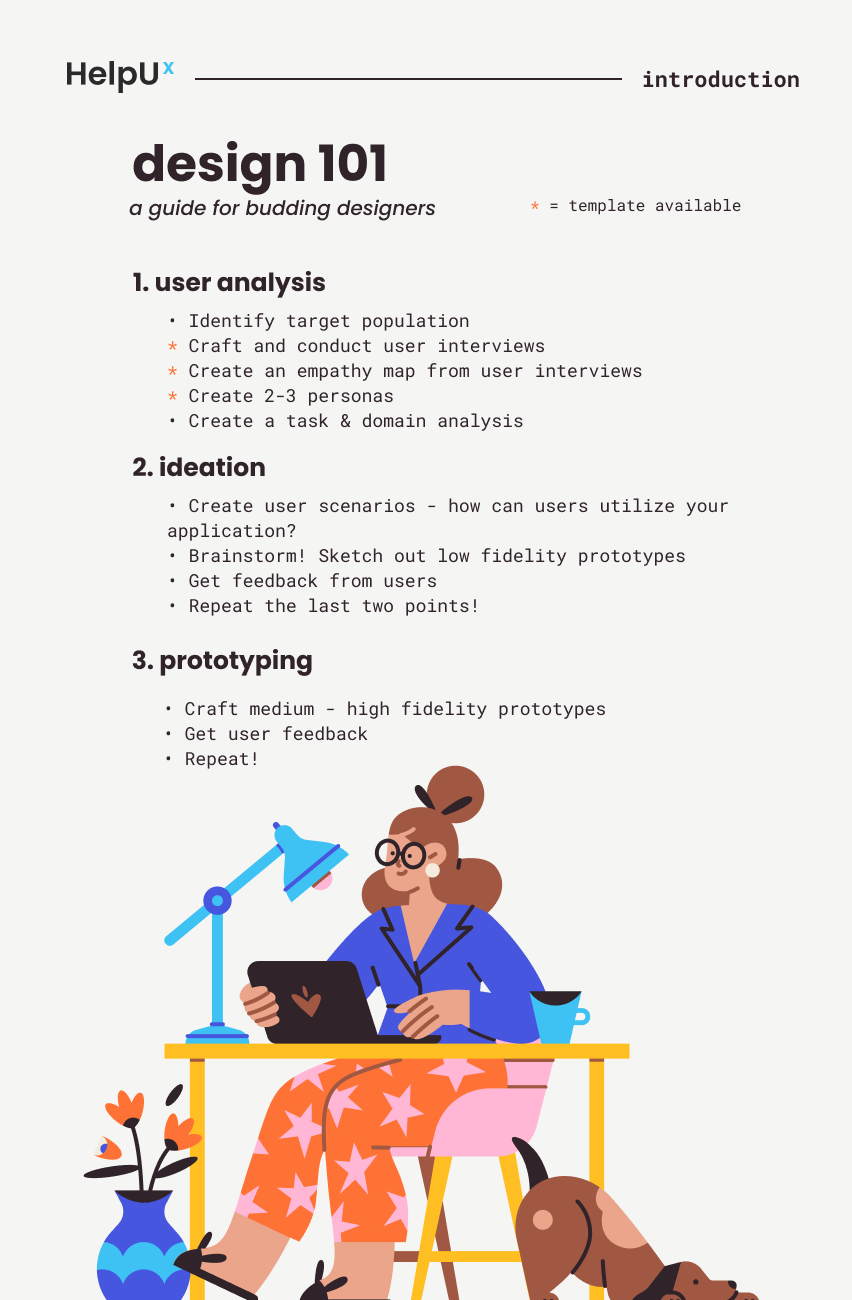 HelpUx
introduction
design 101
a guide for budding designers
* = template available
1. user analysis
• Identify target population
* Craft and conduct user interviews
* Create an empathy map from user interviews
* Create 2-3 personas
• Create a task & domain analysis
2. ideation
• Create user scenarios - how can users utilize your
application?
• Brainstorm! Sketch out low fidelity prototypes
• Get feedback from users
• Repeat the last two points!
3. prototyping
• Craft medium - high fidelity prototypes
• Get user feedback
• Repeat!